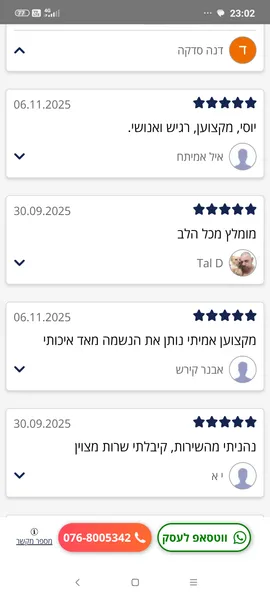 23:02
77
4G
דנה סדקה
ד
06.11.2025
יוסי, מקצוען, רגיש ואנושי.
איל אמיתח
30.09.2025
מומלץ מכל הלב
Tal D
06.11.2025
מקצוען אמיתי נותן את הנשמה מאד איכותי
אבנר קירש
30.09.2025
נהניתי מהשירות, קיבלתי שרות מצוין
י א
ווטסאפ לעסק
076-8005342
מספר מקשר